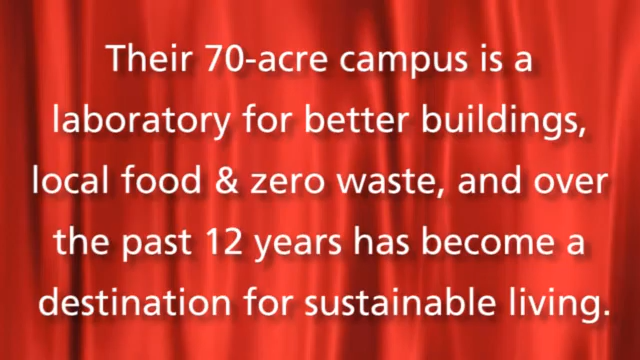 Their 70-acre campus is a
laboratory for better buildings,
local food & zero waste, and over
the past 12 years has become a
destination for sustainable living.